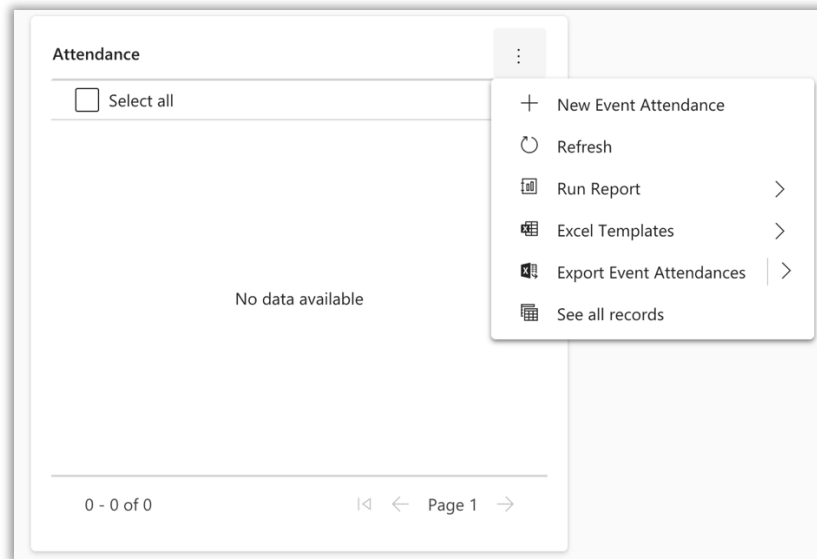 Attendance
Select all
No data available
0 - 0 of 0
Page 1
New Event Attendance
Refresh
Run Report
Excel Templates
Export Event Attendances
See all records